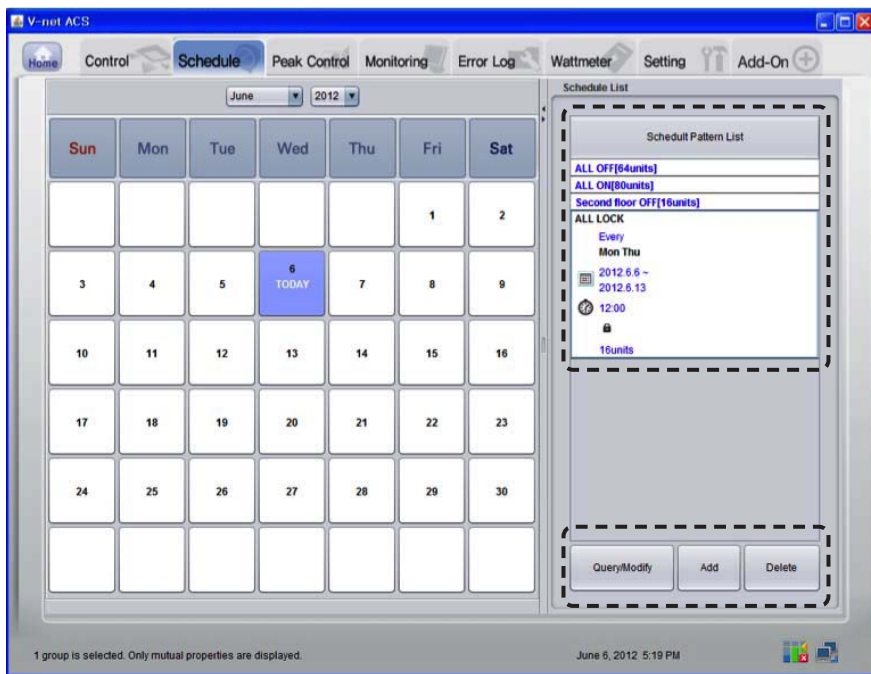 V-net ACS
Home Control Schedule Peak Control Monitoring Error Log Wattmeter Setting Add-On
June 2012
Schedule List
Sun Mon Tue Wed Thu Fri Sat
1 2
3 4 5 6 7 8 9
TODAY
10 11 12 13 14 15 16
17 18 19 20 21 22 23
24 25 26 27 28 29 30
Schedult Pattern List
ALL OFF[64units]
ALL ON[80units]
Second floor OFF[16units]
ALL LOCK
Every
Mon Thu
2012.6.6 ~
2012.6.13
12:00
16units
Query/Modify Add Delete
1 group is selected. Only mutual properties are displayed.
June 6, 2012 5:19 PM